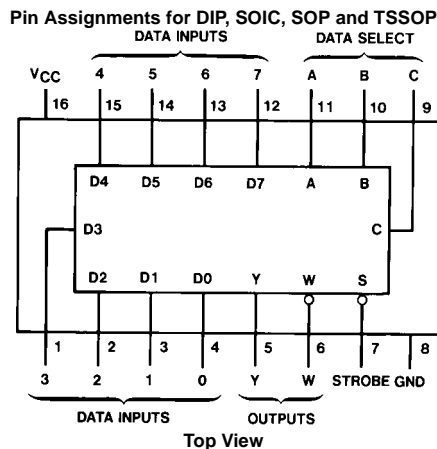 Pin Assignments for DIP, SOIC, SOP and TSSOP
DATA INPUTS DATA SELECT
VCC 4 5 6 7 A B C
16 15 14 13 12 11 10 9
D4 D5 D6 D7 A B
D3 C
D2 D1 D0 Y W S
1 2 3 4 5 6 7 8
3 2 1 0 Y W STROBE GND
DATA INPUTS OUTPUTS
Top View